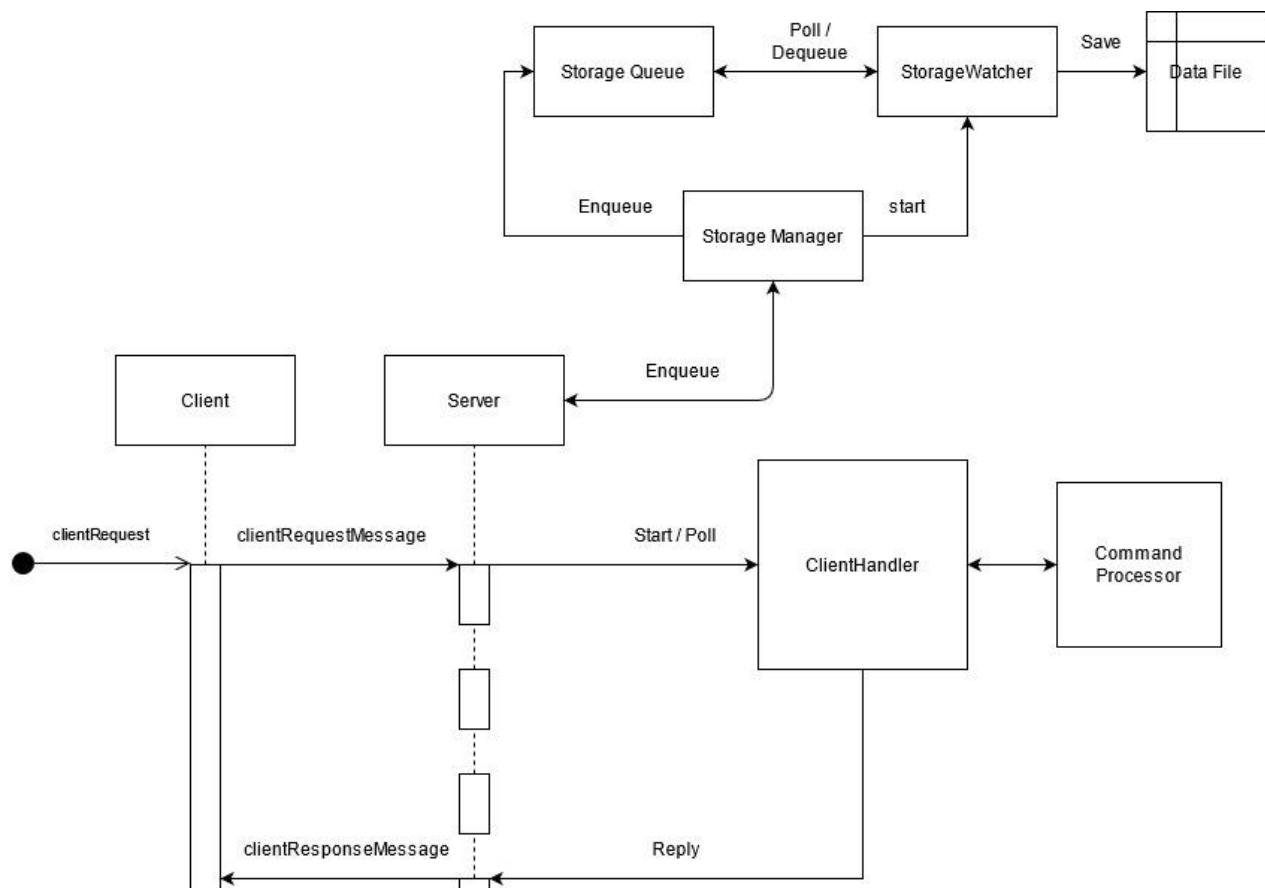 Poll /
Dequeue
Save
Storage Queue
StorageWatcher
Data File
Enqueue
start
Storage Manager
Enqueue
Client
Server
clientRequest
clientRequestMessage
Start / Poll
ClientHandler
Command
Processor
clientResponseMessage
Reply